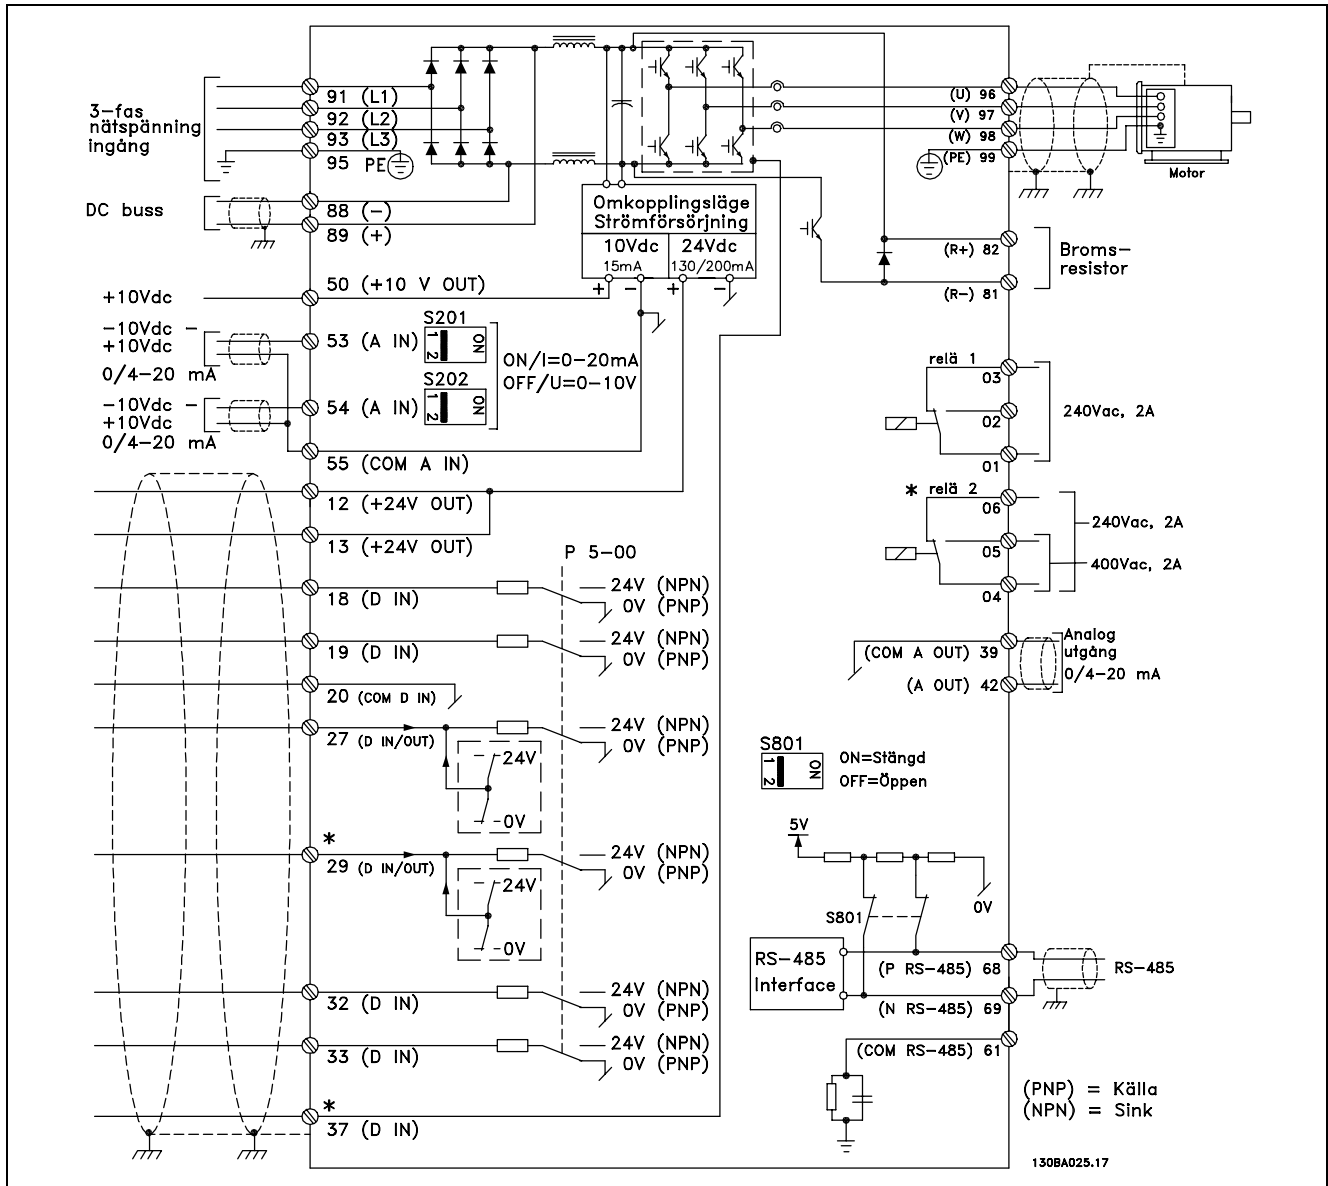 3-fas
nätspänning
ingång
91 (L1)
92 (L2)
93 (L3)
95 PE
DC buss
88 (-)
89 (+)
+10Vdc
50 (+10 V OUT)
-10Vdc -
+10Vdc
0/4-20 mA
53 (A IN)
S201
1 2 ON
ON/I=0-20mA
OFF/U=0-10V
-10Vdc -
+10Vdc
0/4-20 mA
54 (A IN)
S202
1 2 ON
55 (COM A IN)
12 (+24V OUT)
13 (+24V OUT)
P 5-00
18 (D IN)
24V (NPN)
0V (PNP)
19 (D IN)
24V (NPN)
0V (PNP)
20 (COM D IN)
27 (D IN/OUT)
24V (NPN)
0V (PNP)
24V
0V
*
29 (D IN/OUT)
24V (NPN)
0V (PNP)
24V
0V
32 (D IN)
24V (NPN)
0V (PNP)
33 (D IN)
24V (NPN)
0V (PNP)
*
37 (D IN)
Omkopplingsläge
Strömförsörjning
10Vdc
15mA
24Vdc
130/200mA
+ - + -
(U) 96
(V) 97
(W) 98
(PE) 99
Motor
(R+) 82
(R-) 81
Broms-
resistor
relä 1
03
02
01
240Vac, 2A
* relä 2
06
05
04
240Vac, 2A
400Vac, 2A
(COM A OUT) 39
(A OUT) 42
Analog
utgång
0/4-20 mA
S801
1 2 ON
ON=Stängd
OFF=Öppen
5V
0V
S801
RS-485
Interface
(P RS-485) 68
(N RS-485) 69
(COM RS-485) 61
RS-485
(PNP) = Källa
(NPN) = Sink
130BA025.17